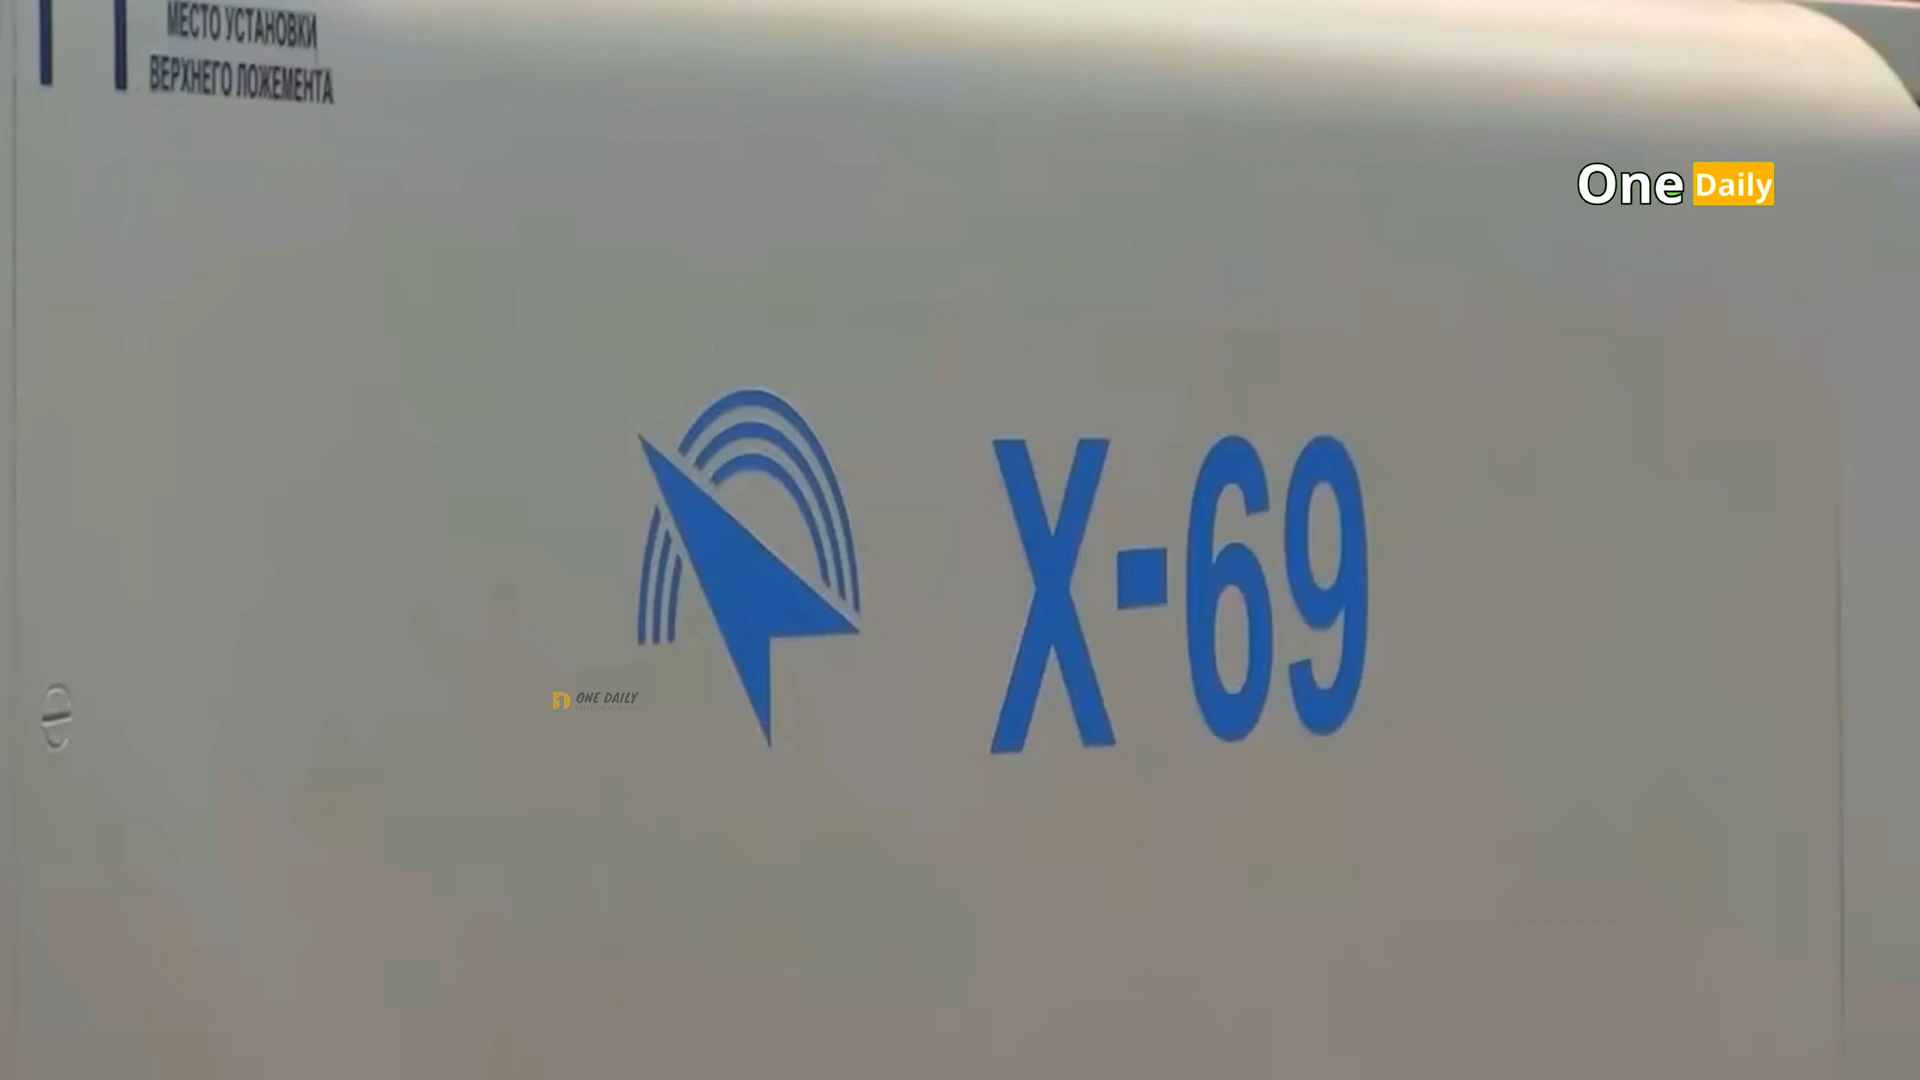 МЕСТО УСТАНОВКИ
ВЕРХНЕГО ЛОЖЕМЕНТА
One Daily
Х-69
ONE DAILY